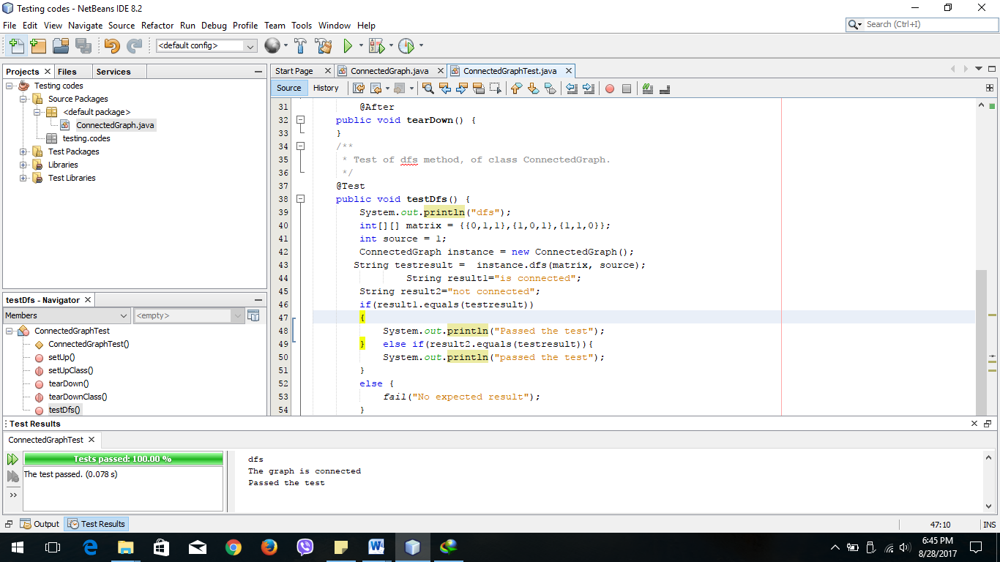 Testing codes - NetBeans IDE 8.2
File Edit View Navigate Source Refactor Run Debug Profile Team Tools Window Help
Search (Ctrl+I)
<default config>
Projects Files Services
Testing codes
Source Packages
<default package>
ConnectedGraph.java
testing.codes
Test Packages
Libraries
Test Libraries
testDfs - Navigator
Members <empty>
ConnectedGraphTest
ConnectedGraphTest()
setUp()
setUpClass()
tearDown()
tearDownClass()
testDfs()
Start Page ConnectedGraph.java ConnectedGraphTest.java
Source History
31 @After
32 public void tearDown() {
33 }
34 /**
35 * Test of dfs method, of class ConnectedGraph.
36 */
37 @Test
38 public void testDfs() {
39 System.out.println("dfs");
40 int[][] matrix = {{0,1,1},{1,0,1},{1,1,0}};
41 int source = 1;
42 ConnectedGraph instance = new ConnectedGraph();
43 String testresult =  instance.dfs(matrix, source);
44 String result1="is connected";
45 String result2="not connected";
46 if(result1.equals(testresult))
47 {
48 System.out.println("Passed the test");
49 }   else if(result2.equals(testresult)){
50 System.out.println("passed the test");
51 }
52 else {
53 fail("No expected result");
54 }
Test Results
ConnectedGraphTest
Tests passed: 100.00 %
The test passed. (0.078 s)
dfs
The graph is connected
Passed the test
Output Test Results
47:10 INS
6:45 PM
8/28/2017